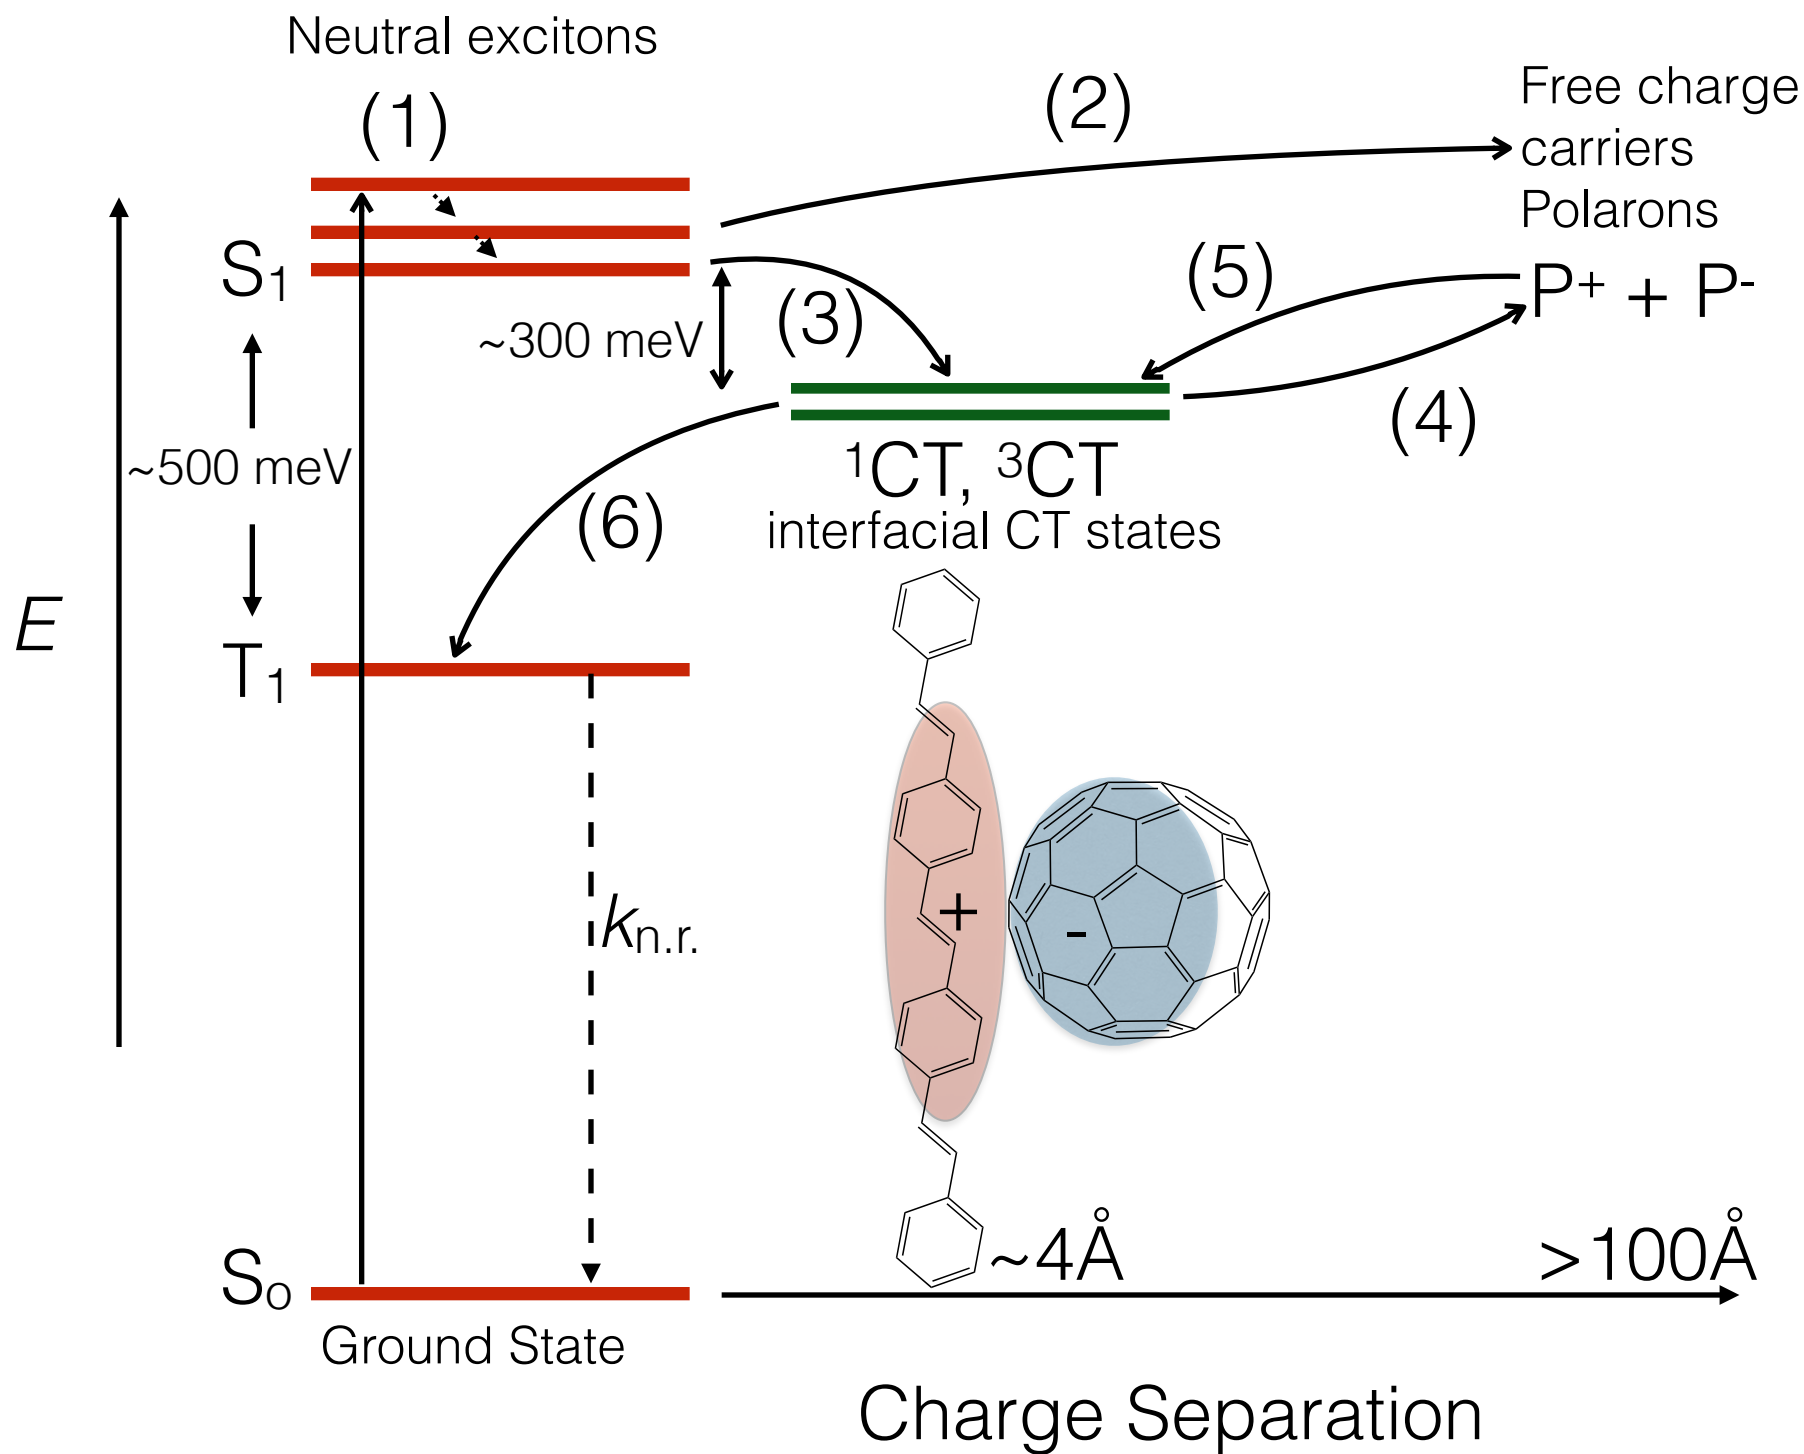 Neutral excitons
(1)
(2)
Free charge
carriers
Polarons
S1
(3)
(5)
P+ + P-
~300 meV
(4)
~500 meV
1CT, 3CT
interfacial CT states
(6)
E
T1
kn.r.
+
-
~4Å
>100Å
So
Ground State
Charge Separation